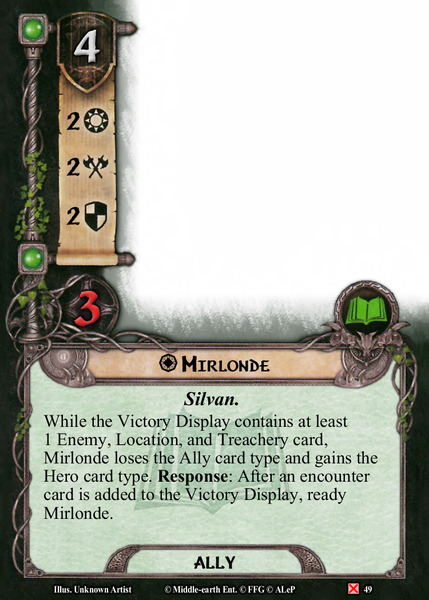 4
2
2
2
3
Mirlonde
Silvan.
While the Victory Display contains at least
1 Enemy, Location, and Treachery card,
Mirlonde loses the Ally card type and gains the
Hero card type. Response: After an encounter
card is added to the Victory Display, ready
Mirlonde.
ALLY
Illus. Unknown Artist © Middle-earth Ent. © FFG © ALeP 49